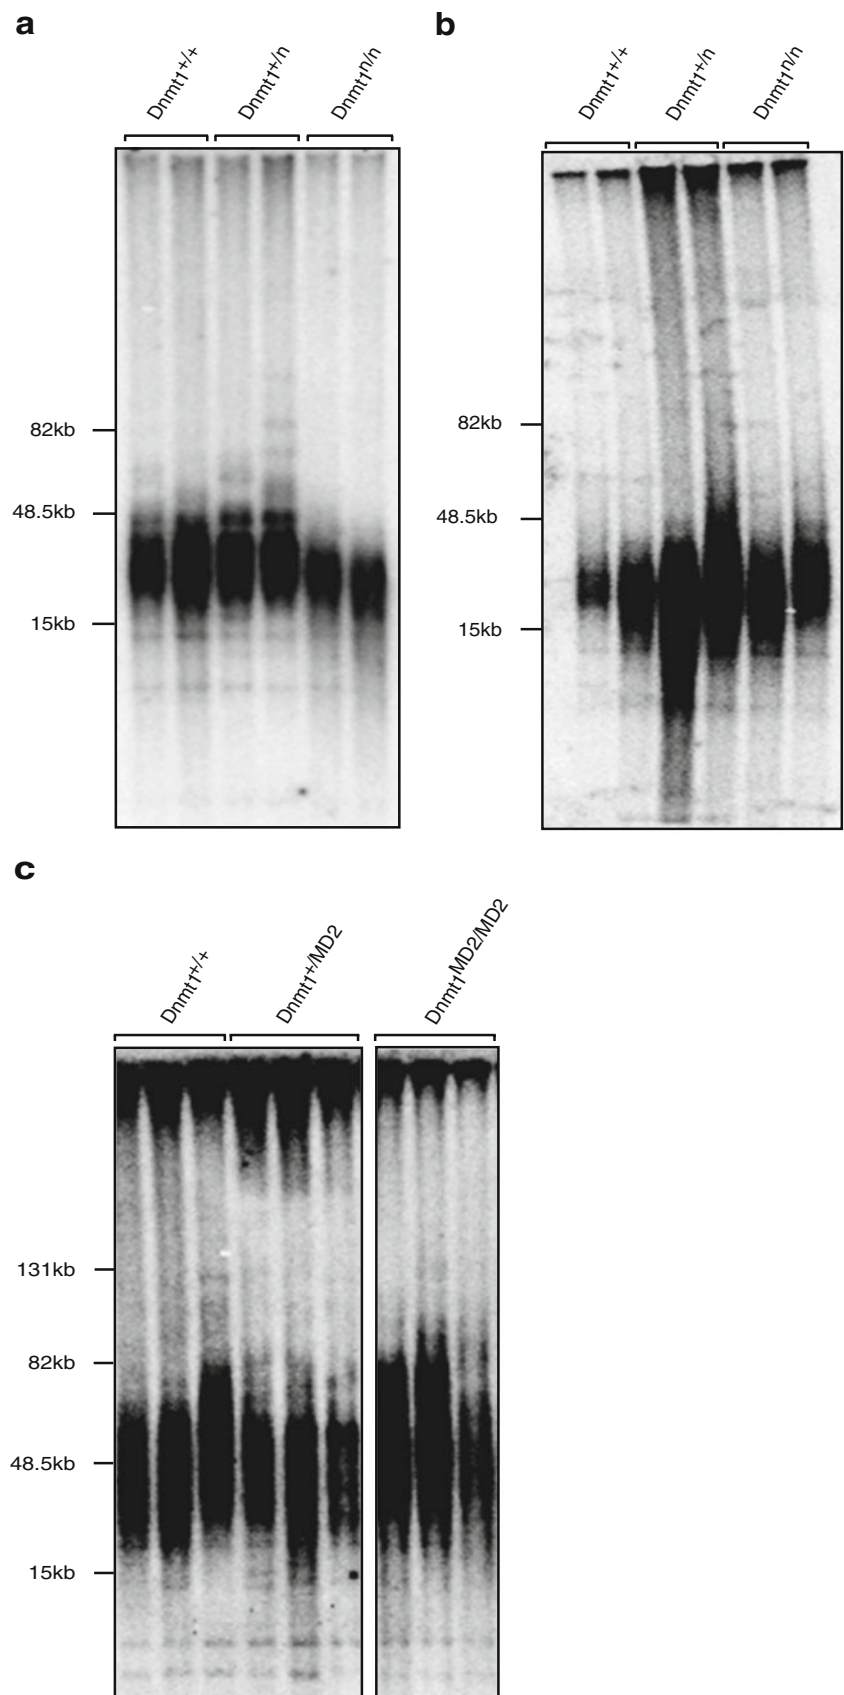 a
Dnmt1+/+
Dnmt1+/n
Dnmt1n/n
82kb
48.5kb
15kb
b
Dnmt1+/+
Dnmt1+/n
Dnmt1n/n
82kb
48.5kb
15kb
c
Dnmt1+/+
Dnmt1+/MD2
Dnmt1MD2/MD2
131kb
82kb
48.5kb
15kb